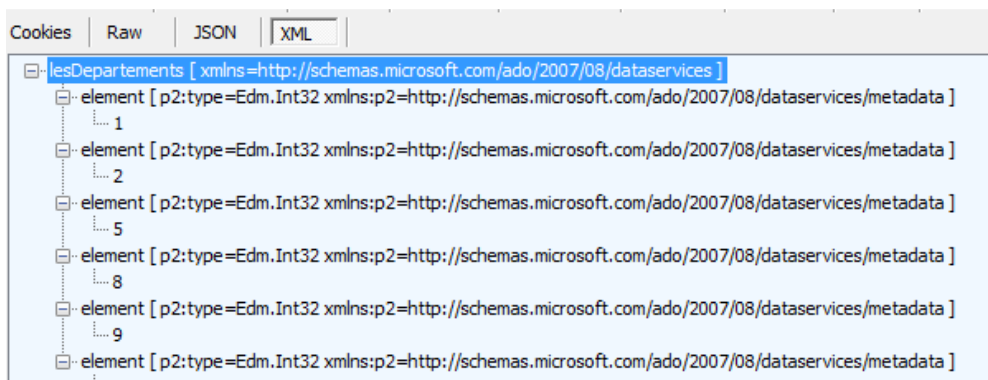 Cookies Raw JSON XML
lesDepartements [ xmlns=http://schemas.microsoft.com/ado/2007/08/dataservices ]
element [ p2:type=Edm.Int32 xmlns:p2=http://schemas.microsoft.com/ado/2007/08/dataservices/metadata ]
1
element [ p2:type=Edm.Int32 xmlns:p2=http://schemas.microsoft.com/ado/2007/08/dataservices/metadata ]
2
element [ p2:type=Edm.Int32 xmlns:p2=http://schemas.microsoft.com/ado/2007/08/dataservices/metadata ]
5
element [ p2:type=Edm.Int32 xmlns:p2=http://schemas.microsoft.com/ado/2007/08/dataservices/metadata ]
8
element [ p2:type=Edm.Int32 xmlns:p2=http://schemas.microsoft.com/ado/2007/08/dataservices/metadata ]
9
element [ p2:type=Edm.Int32 xmlns:p2=http://schemas.microsoft.com/ado/2007/08/dataservices/metadata ]